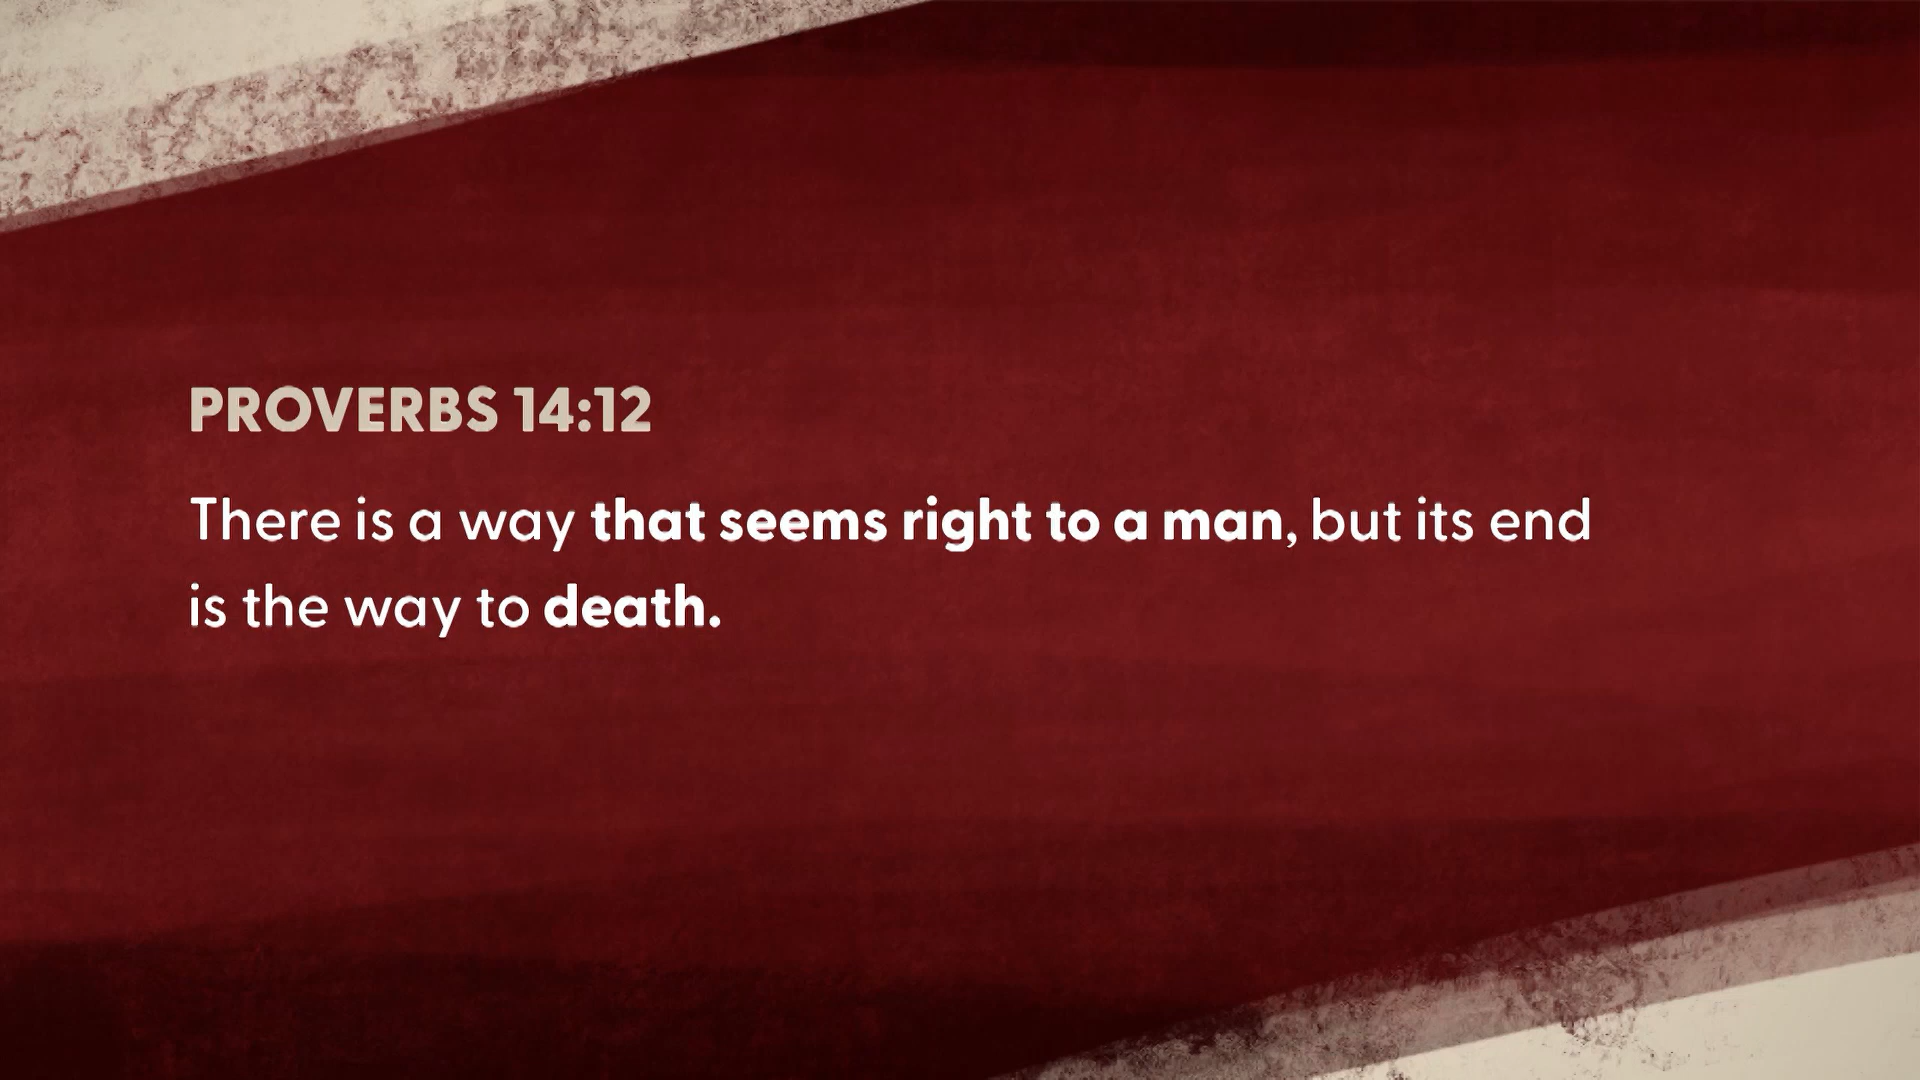 PROVERBS 14:12
There is a way that seems right to a man, but its end
is the way to death.